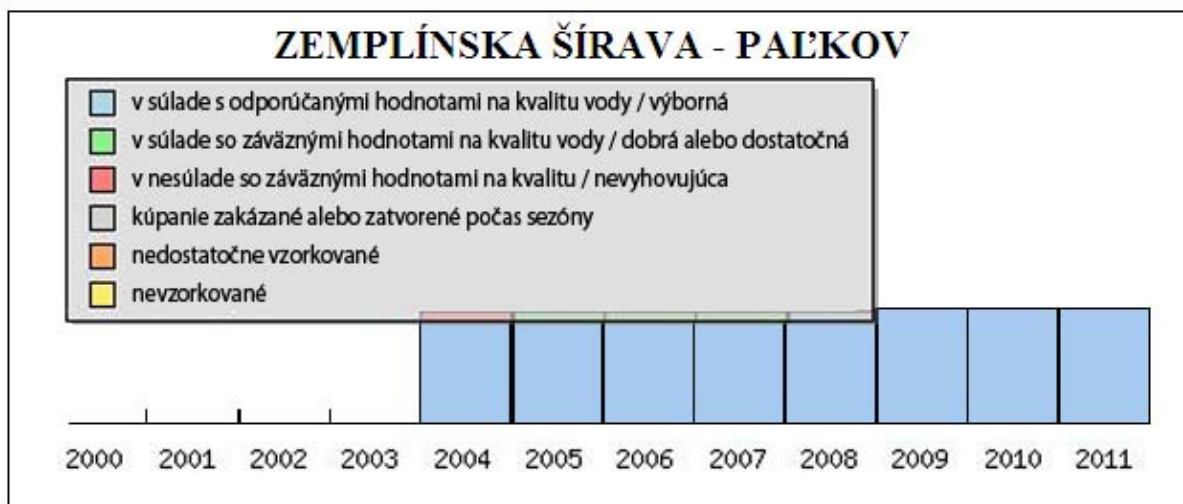 ZEMPLÍNSKA ŠÍRAVA - PAĽKOV
v súlade s odporúčanými hodnotami na kvalitu vody / výborná
v súlade so záväznými hodnotami na kvalitu vody / dobrá alebo dostatočná
v nesúlade so záväznými hodnotami na kvalitu / nevyhovujúca
kúpanie zakázané alebo zatvorené počas sezóny
nedostatočne vzorkované
nevzorkované
2000 2001 2002 2003 2004 2005 2006 2007 2008 2009 2010 2011